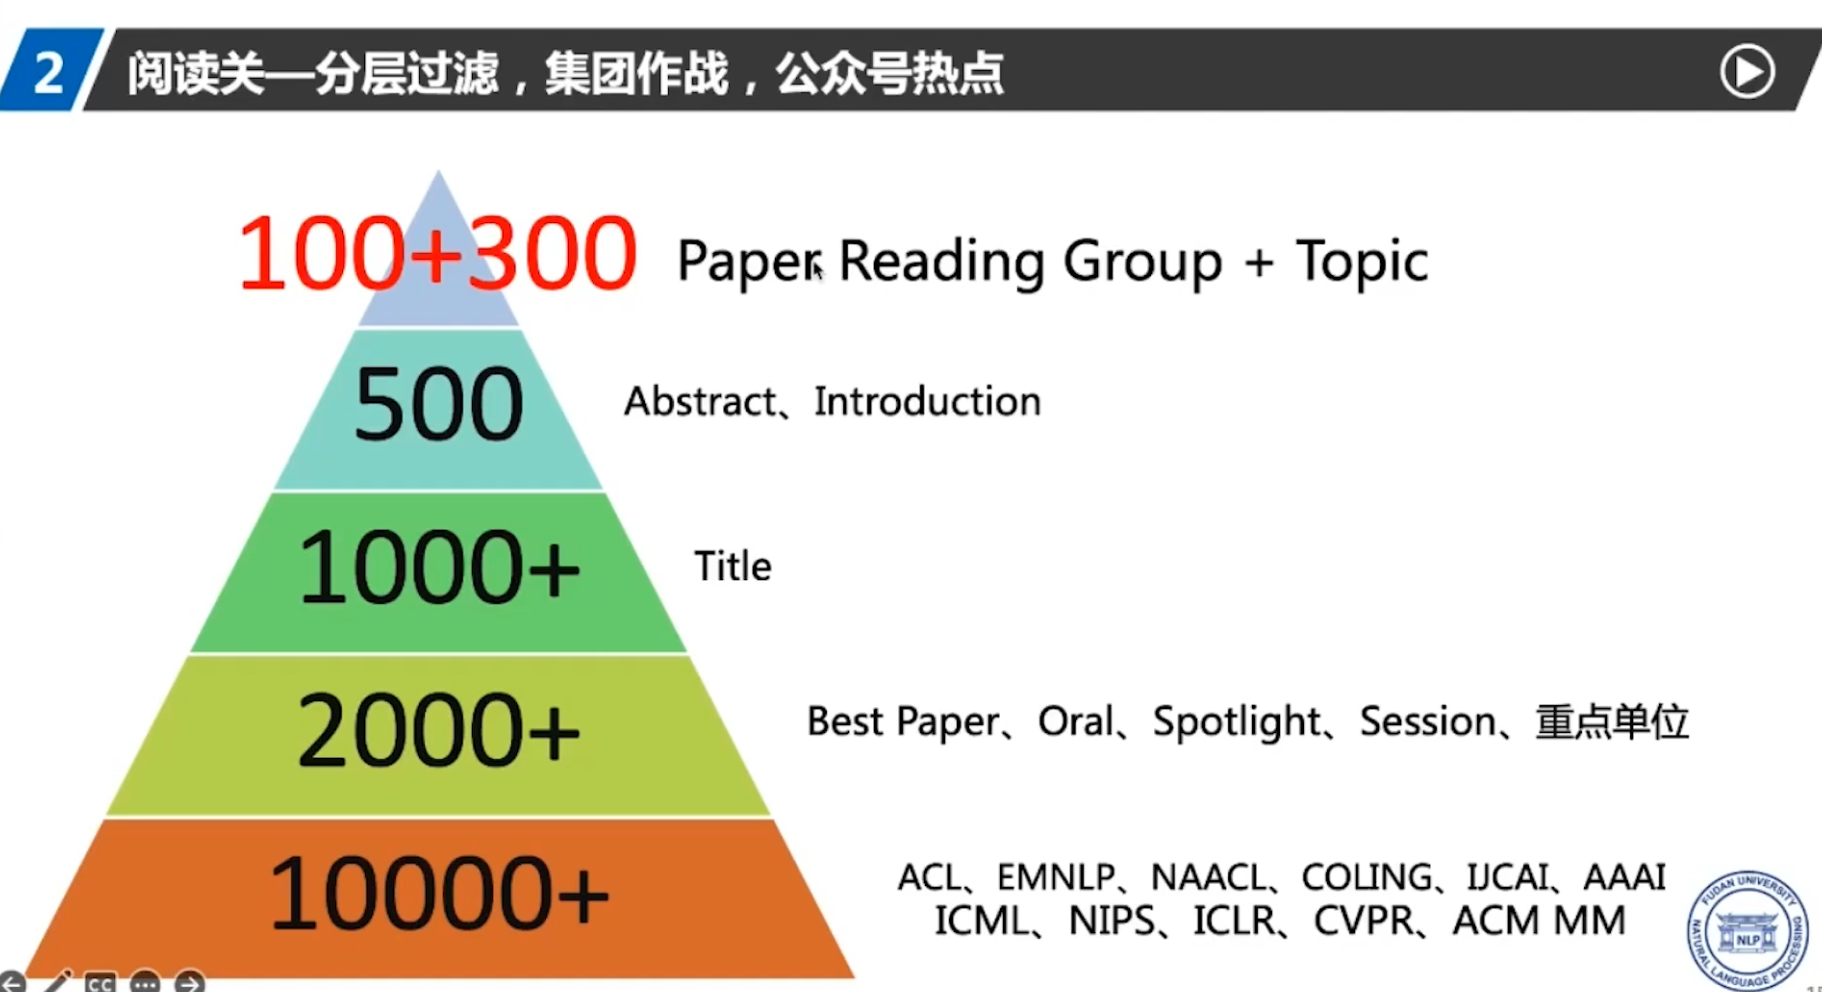 2
阅读关—分层过滤，集团作战，公众号热点
100+300
Paper Reading Group + Topic
500
Abstract、Introduction
1000+
Title
2000+
Best Paper、Oral、Spotlight、Session、重点单位
10000+
ACL、EMNLP、NAACL、COLING、IJCAI、AAAI
ICML、NIPS、ICLR、CVPR、ACM MM
FUDAN UNIVERSITY
NLP
NATURAL LANGUAGE PROCESSING
CC